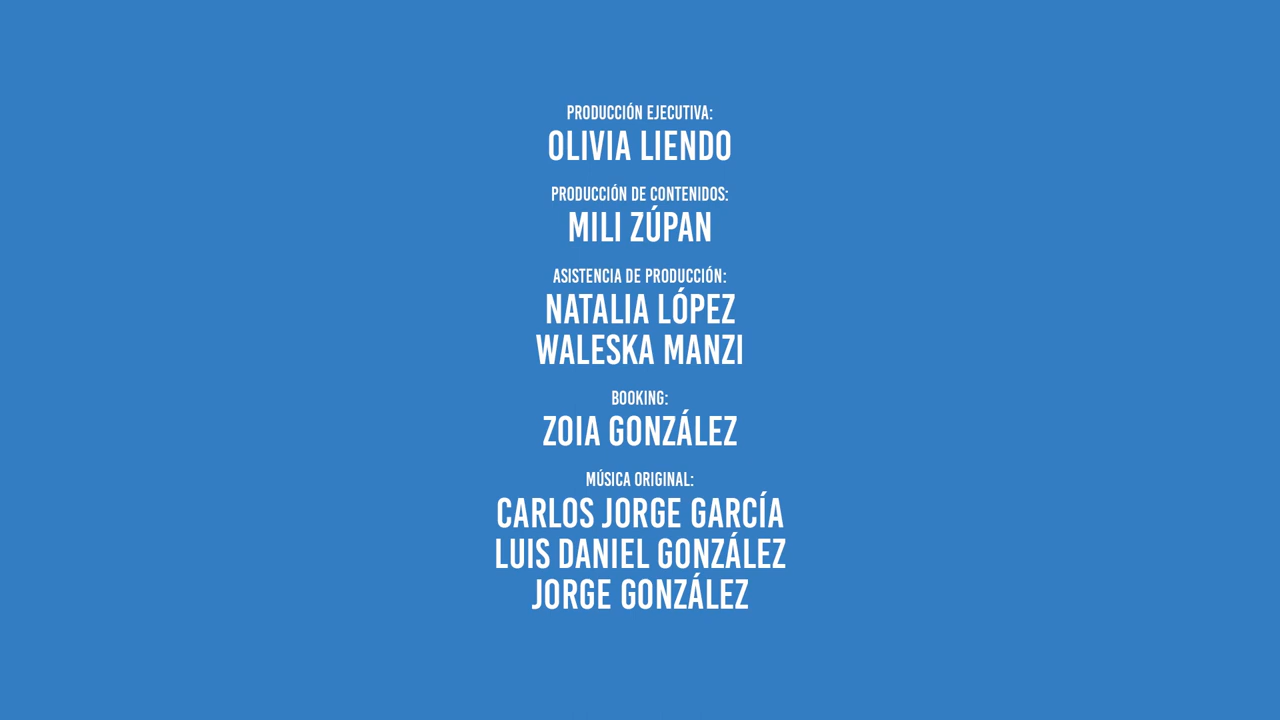 PRODUCCIÓN EJECUTIVA:
OLIVIA LIENDO
PRODUCCIÓN DE CONTENIDOS:
MILI ZÚPAN
ASISTENCIA DE PRODUCCIÓN:
NATALIA LÓPEZ
WALESKA MANZI
BOOKING:
ZOIA GONZÁLEZ
MÚSICA ORIGINAL:
CARLOS JORGE GARCÍA
LUIS DANIEL GONZÁLEZ
JORGE GONZÁLEZ